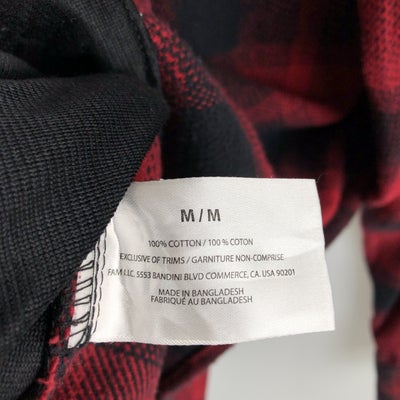 M / M
100% COTTON / 100 % COTON
EXCLUSIVE OF TRIMS / GARNITURE NON-COMPRISE
FAM LLC. 5553 BANDINI BLVD COMMERCE, CA. USA 90201
MADE IN BANGLADESH
FABRIQUÉ AU BANGLADESH